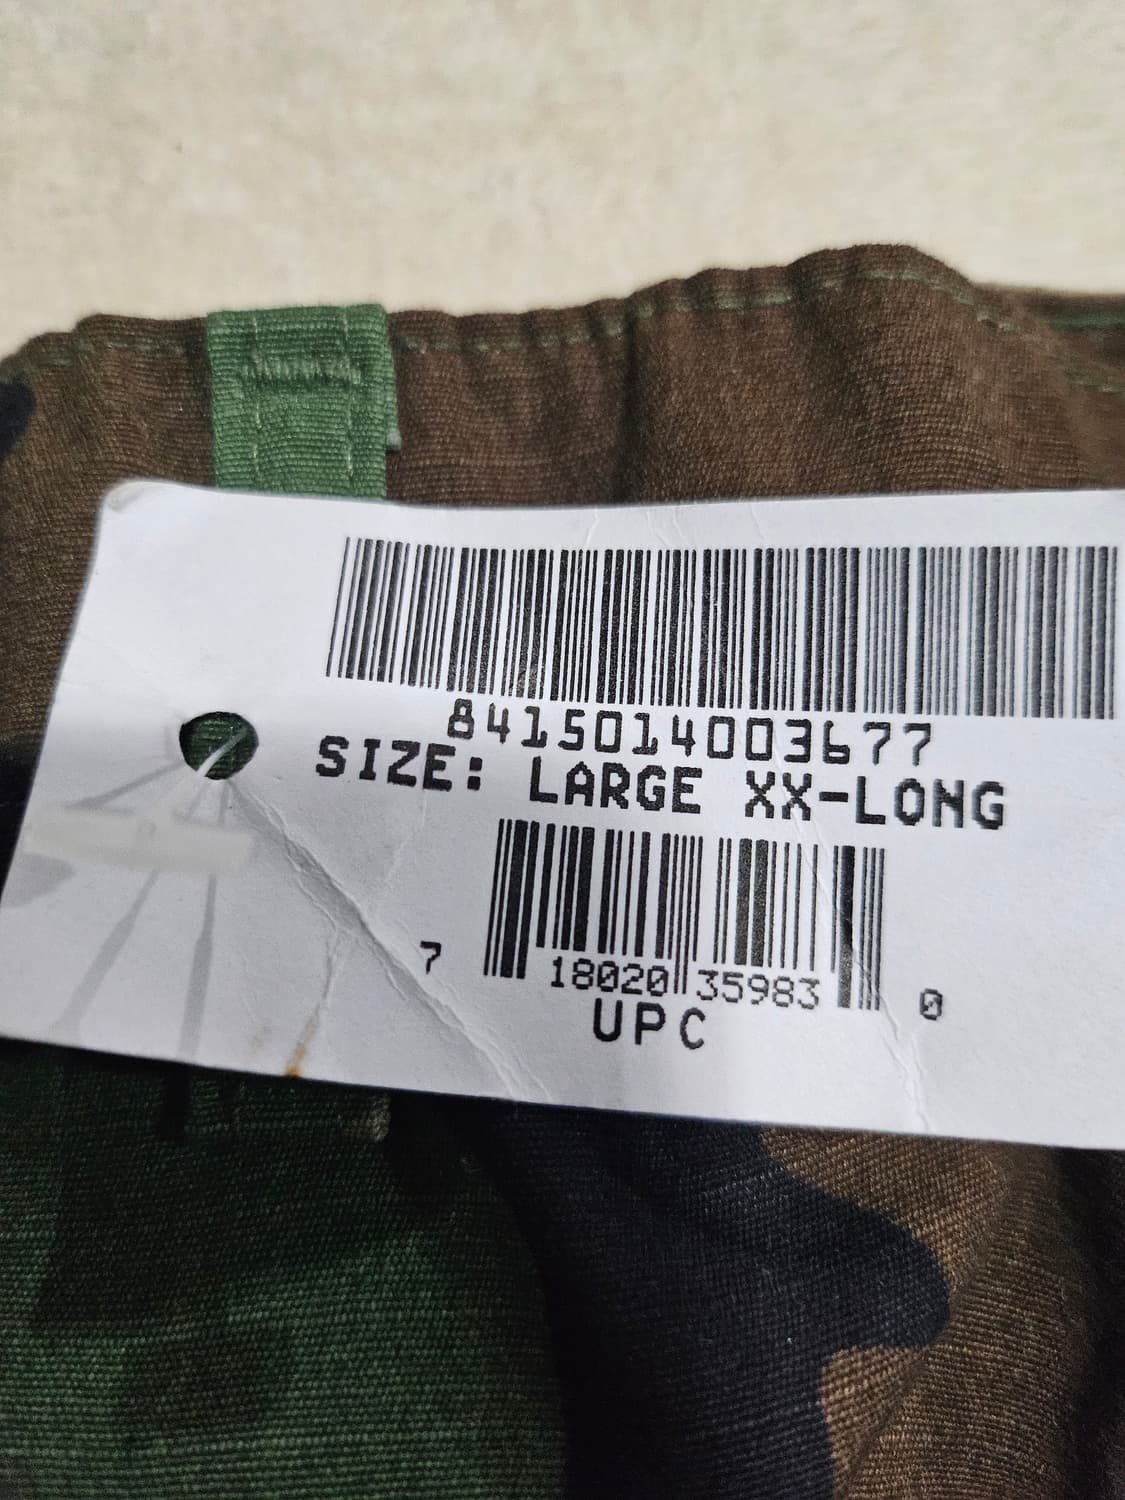 8415014003677
SIZE: LARGE XX-LONG
7 18020 35983 0
UPC